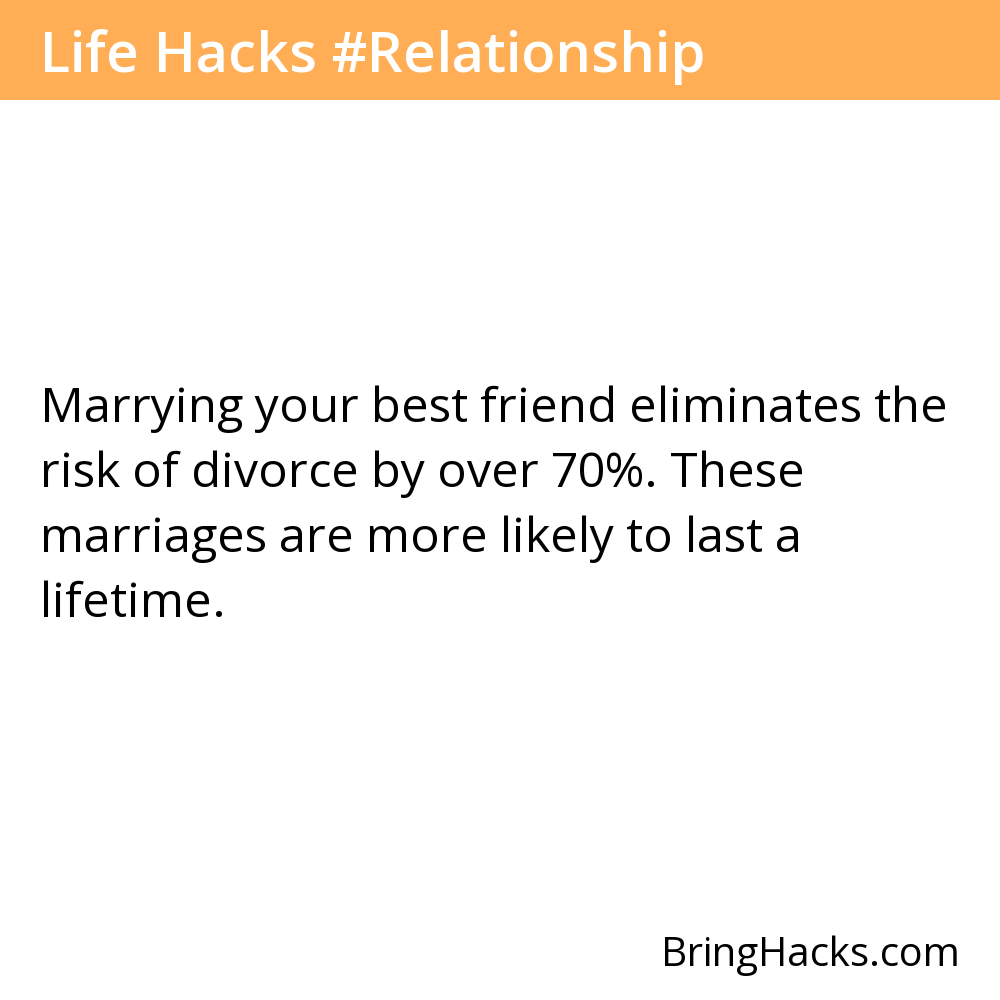 Life Hacks #Relationship
Marrying your best friend eliminates the
risk of divorce by over 70%. These
marriages are more likely to last a
lifetime.
BringHacks.com